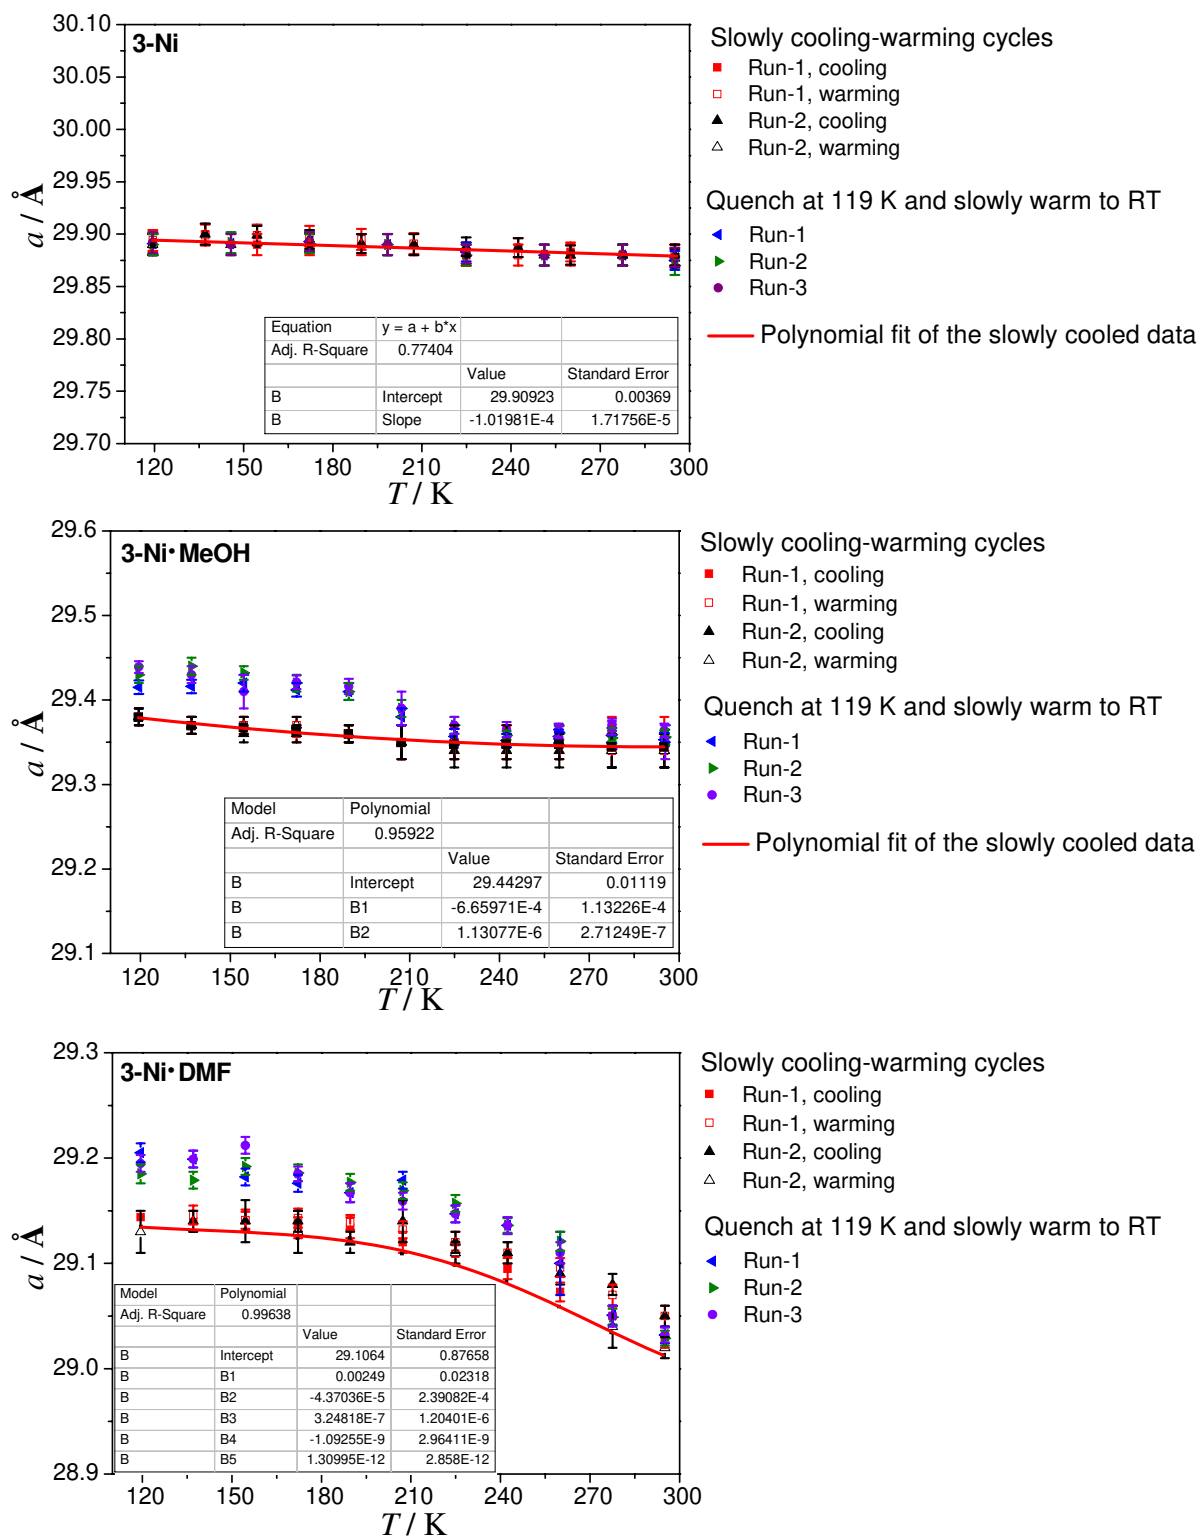 3-Ni
a / Å
30.10
30.05
30.00
29.95
29.90
29.85
29.80
29.75
29.70
Equation y = a + b*x
Adj. R-Square 0.77404
Value Standard Error
B Intercept 29.90923 0.00369
B Slope -1.01981E-4 1.71756E-5
120 150 180 210 240 270 300
T / K
Slowly cooling-warming cycles
Run-1, cooling
Run-1, warming
Run-2, cooling
Run-2, warming
Quench at 119 K and slowly warm to RT
Run-1
Run-2
Run-3
Polynomial fit of the slowly cooled data
3-Ni•MeOH
a / Å
29.6
29.5
29.4
29.3
29.2
29.1
Model Polynomial
Adj. R-Square 0.95922
Value Standard Error
B Intercept 29.44297 0.01119
B B1 -6.65971E-4 1.13226E-4
B B2 1.13077E-6 2.71249E-7
120 150 180 210 240 270 300
T / K
Slowly cooling-warming cycles
Run-1, cooling
Run-1, warming
Run-2, cooling
Run-2, warming
Quench at 119 K and slowly warm to RT
Run-1
Run-2
Run-3
Polynomial fit of the slowly cooled data
3-Ni•DMF
a / Å
29.3
29.2
29.1
29.0
28.9
Model Polynomial
Adj. R-Square 0.99638
Value Standard Error
B Intercept 29.1064 0.87658
B B1 0.00249 0.02318
B B2 -4.37036E-5 2.39082E-4
B B3 3.24818E-7 1.20401E-6
B B4 -1.09255E-9 2.96411E-9
B B5 1.30995E-12 2.858E-12
120 150 180 210 240 270 300
T / K
Slowly cooling-warming cycles
Run-1, cooling
Run-1, warming
Run-2, cooling
Run-2, warming
Quench at 119 K and slowly warm to RT
Run-1
Run-2
Run-3